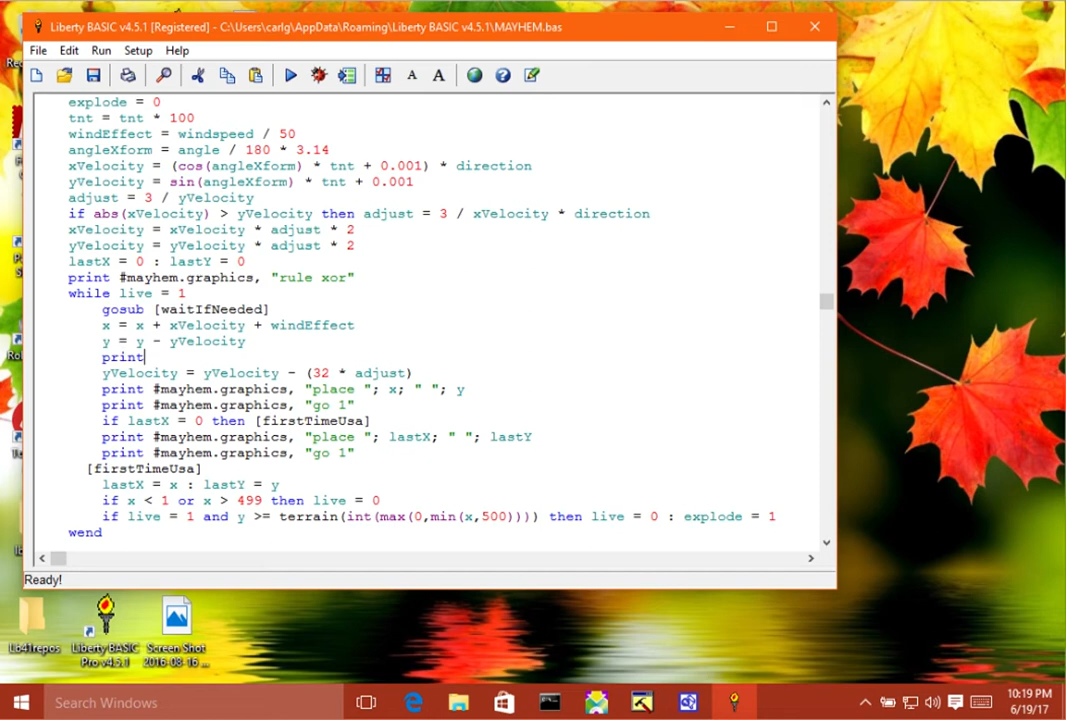 Liberty BASIC v4.5.1 [Registered] - C:\Users\carlg\AppData\Roaming\Liberty BASIC v4.5.1\MAYHEM.bas
File Edit Run Setup Help
A A
explode = 0
tnt = tnt * 100
windEffect = windspeed / 50
angleXform = angle / 180 * 3.14
xVelocity = (cos(angleXform) * tnt + 0.001) * direction
yVelocity = sin(angleXform) * tnt + 0.001
adjust = 3 / yVelocity
if abs(xVelocity) > yVelocity then adjust = 3 / xVelocity * direction
xVelocity = xVelocity * adjust * 2
yVelocity = yVelocity * adjust * 2
lastX = 0 : lastY = 0
print #mayhem.graphics, "rule xor"
while live = 1
gosub [waitIfNeeded]
x = x + xVelocity + windEffect
y = y - yVelocity
print
yVelocity = yVelocity - (32 * adjust)
print #mayhem.graphics, "place "; x; " "; y
print #mayhem.graphics, "go 1"
if lastX = 0 then [firstTimeUsa]
print #mayhem.graphics, "place "; lastX; " "; lastY
print #mayhem.graphics, "go 1"
[firstTimeUsa]
lastX = x : lastY = y
if x < 1 or x > 499 then live = 0
if live = 1 and y >= terrain(int(max(0,min(x,500)))) then live = 0 : explode = 1
wend
Ready!
Lb41repos
Liberty BASIC
Pro v4.5.1
Screen Shot
2016-08-16 ...
Search Windows
10:19 PM
6/19/17